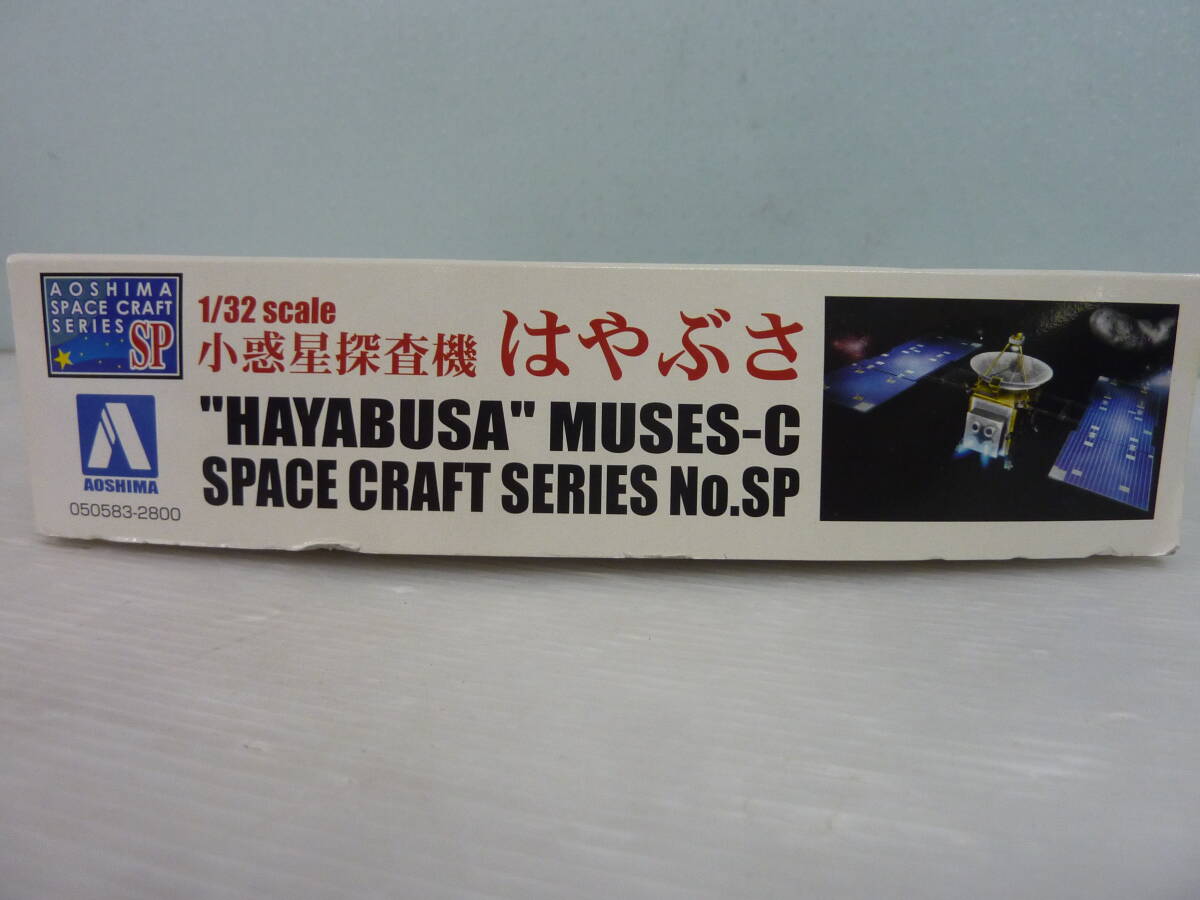 AOSHIMA
SPACE CRAFT
SERIES
SP
AOSHIMA
050583-2800
1/32 scale
小惑星探査機 はやぶさ
"HAYABUSA" MUSES-C
SPACE CRAFT SERIES No.SP